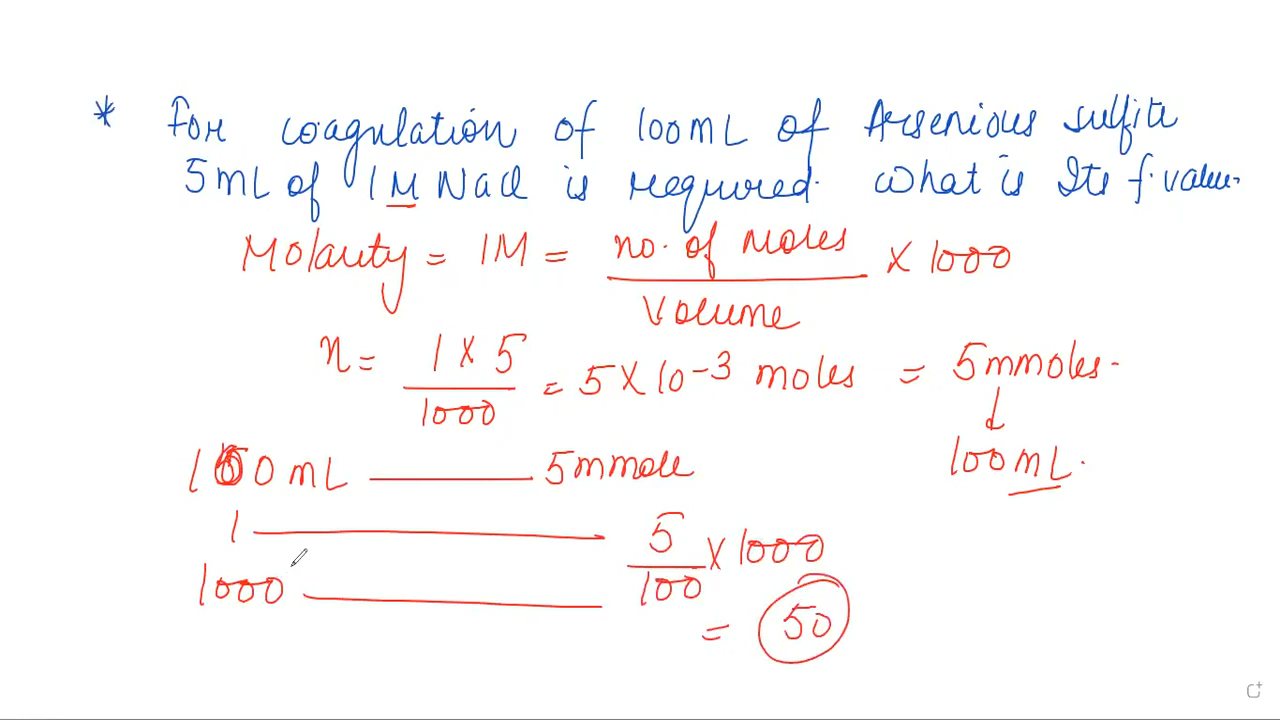 * For coagulation of 100mL of Arsenious sulfite
5mL of 1M NaCl is required. What is Its f. value.
Molarity = 1M = no. of moles / Volume × 1000
n = 1 × 5 / 1000 = 5 × 10-3 moles = 5mmoles.
100mL.
100 mL 5mmole
1 5 / 100 × 1000
1000
= 50